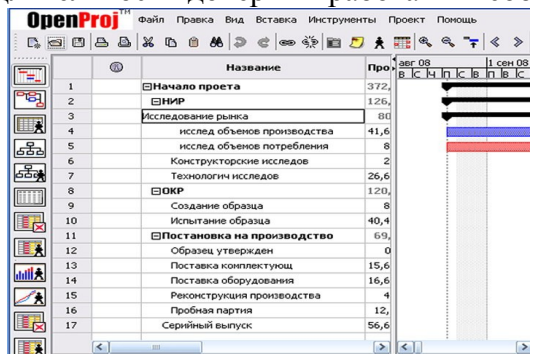 OpenProj™ Файл Правка Вид Вставка Инструменты Проект Помощь
Название Про
авг 08 1 сен 08
В С Ч П С В П В С
1 Начало проета 372,
2 НИР 126,
3 Исследование рынка 80
4 исслед объемов производства 41,6
5 исслед объемов потребления 8
6 Конструкторские исследов 2
7 Технологич исследов 26,6
8 ОКР 120,
9 Создание образца 8
10 Испытание образца 40,4
11 Поставка на производство 69,
12 Образец утвержден 0
13 Поставка комплектующ 15,6
14 Поставка оборудования 16,6
15 Реконструкция производства 4
16 Пробная партия 12,
17 Серийный выпуск 56,6